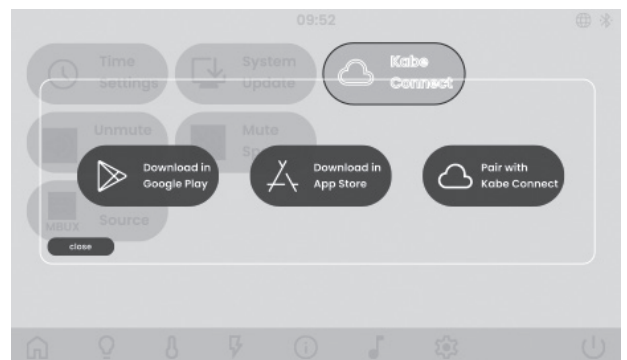 09:52
Time
Settings
System
Update
Kabe
Connect
Unmute
Mute
Download in
Google Play
Download in
App Store
Pair with
Kabe Connect
MBUX
Source
close